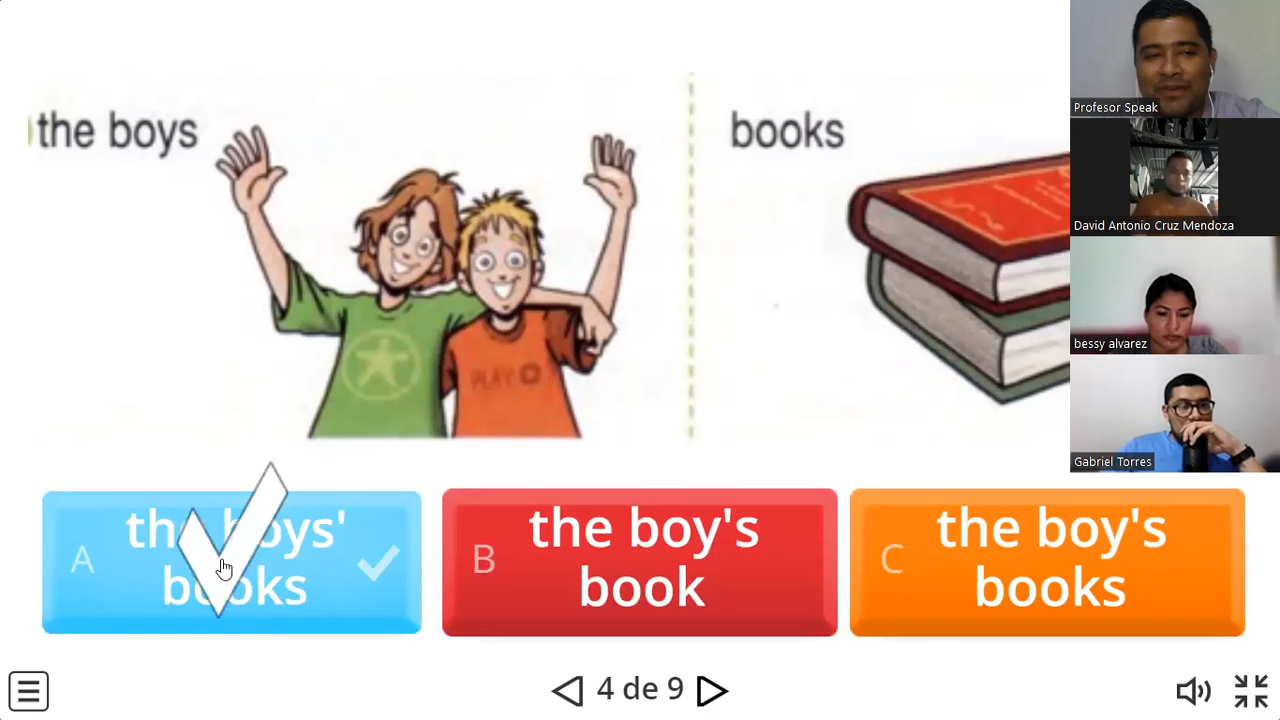 the boys
books
Profesor Speak
David Antonio Cruz Mendoza
bessy alvarez
Gabriel Torres
A
the boys'
books
B
the boy's
book
C
the boy's
books
4 de 9